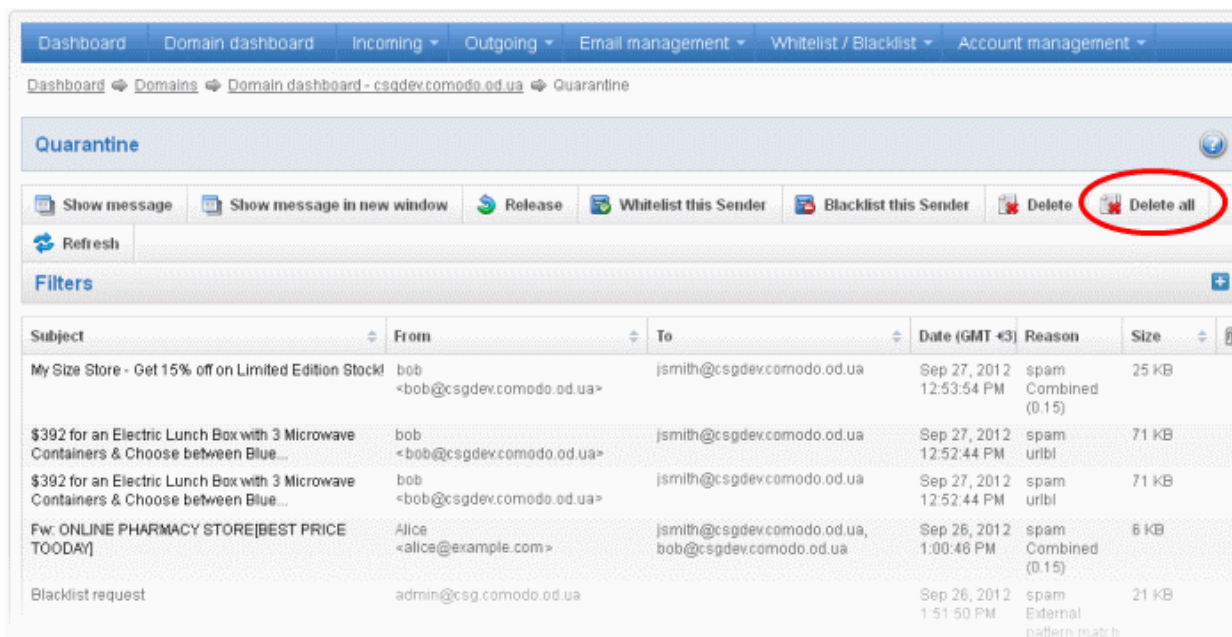 Dashboard Domain dashboard Incoming Outgoing Email management Whitelist / Blacklist Account management
Dashboard Domains Domain dashboard - csgdev.comodo.od.ua Quarantine
Quarantine
Show message Show message in new window Release Whitelist this Sender Blacklist this Sender Delete Delete all
Refresh
Filters
Subject From To Date (GMT +3) Reason Size
My Size Store - Get 15% off on Limited Edition Stock! bob jsmith@csgdev.comodo.od.ua Sep 27, 2012 spam 25 KB
<bob@csgdev.comodo.od.ua> 12:53:54 PM Combined
(0.15)
$392 for an Electric Lunch Box with 3 Microwave bob jsmith@csgdev.comodo.od.ua Sep 27, 2012 spam 71 KB
Containers & Choose between Blue... <bob@csgdev.comodo.od.ua> 12:52:44 PM urlbl
$392 for an Electric Lunch Box with 3 Microwave bob jsmith@csgdev.comodo.od.ua Sep 27, 2012 spam 71 KB
Containers & Choose between Blue... <bob@csgdev.comodo.od.ua> 12:52:44 PM urlbl
Fw: ONLINE PHARMACY STORE[BEST PRICE Alice jsmith@csgdev.comodo.od.ua, Sep 26, 2012 spam 6 KB
TOODAY] <alice@example.com> bob@csgdev.comodo.od.ua 1:00:46 PM Combined
(0.15)
Blacklist request admin@csg.comodo.od.ua Sep 26, 2012 spam 21 KB
1:51:50 PM External
pattern match